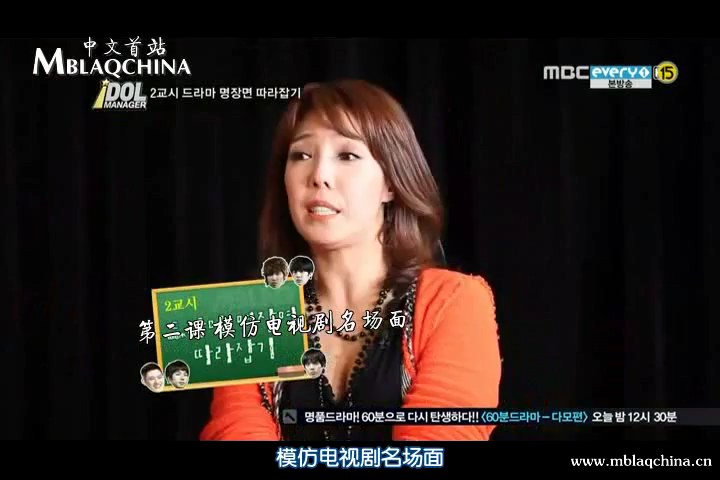 中文首站
MBLAQCHINA
iDOL
MANAGER
2교시 드라마 명장면 따라잡기
MBC every1 15
본방송
2교시
第二课模仿电视剧名场面
따라잡기
명품드라마! 60분으로 다시 탄생하다!! <60분드라마-다모편> 오늘 밤 12시 30분
模仿电视剧名场面
www.mblaqchina.cn